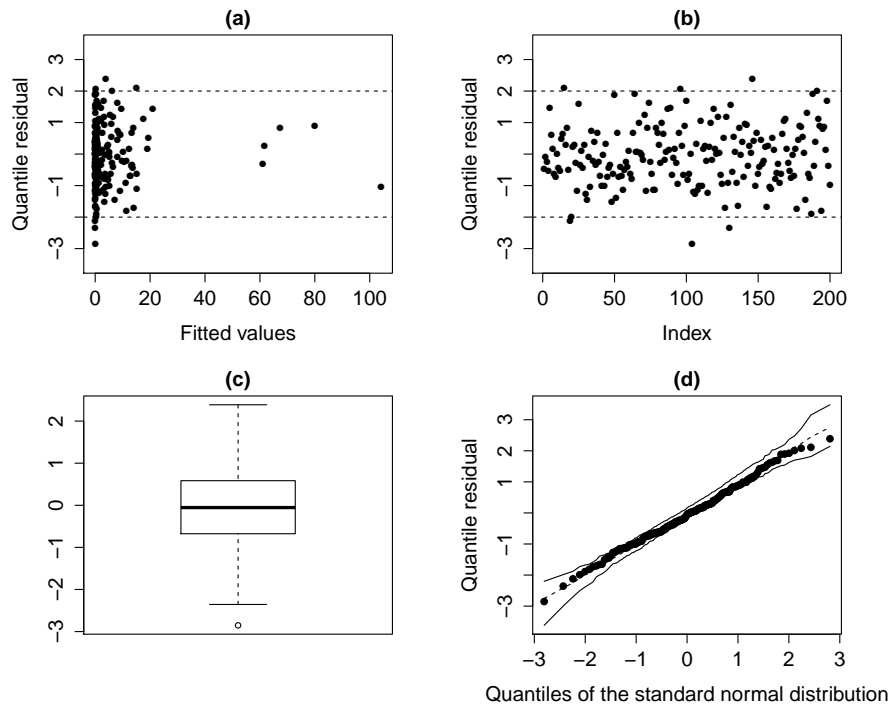 (a)
Quantile residual
3
2
1
−1
−3
0 20 40 60 80 100
Fitted values
(b)
Quantile residual
3
2
1
−1
−3
0 50 100 150 200
Index
(c)
2
1
0
−1
−2
−3
(d)
Quantile residual
3
2
1
−1
−3
−3 −2 −1 0 1 2 3
Quantiles of the standard normal distribution